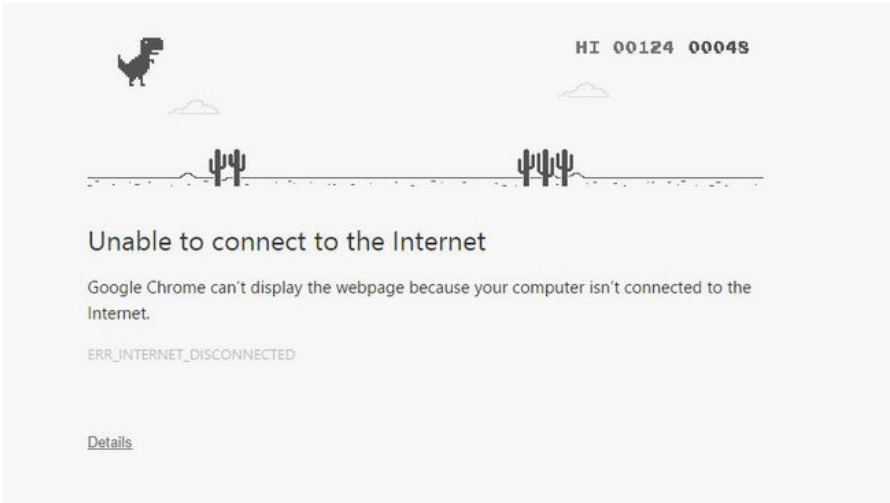 HI 00124 00048
Unable to connect to the Internet
Google Chrome can't display the webpage because your computer isn't connected to the
Internet.
ERR_INTERNET_DISCONNECTED
Details